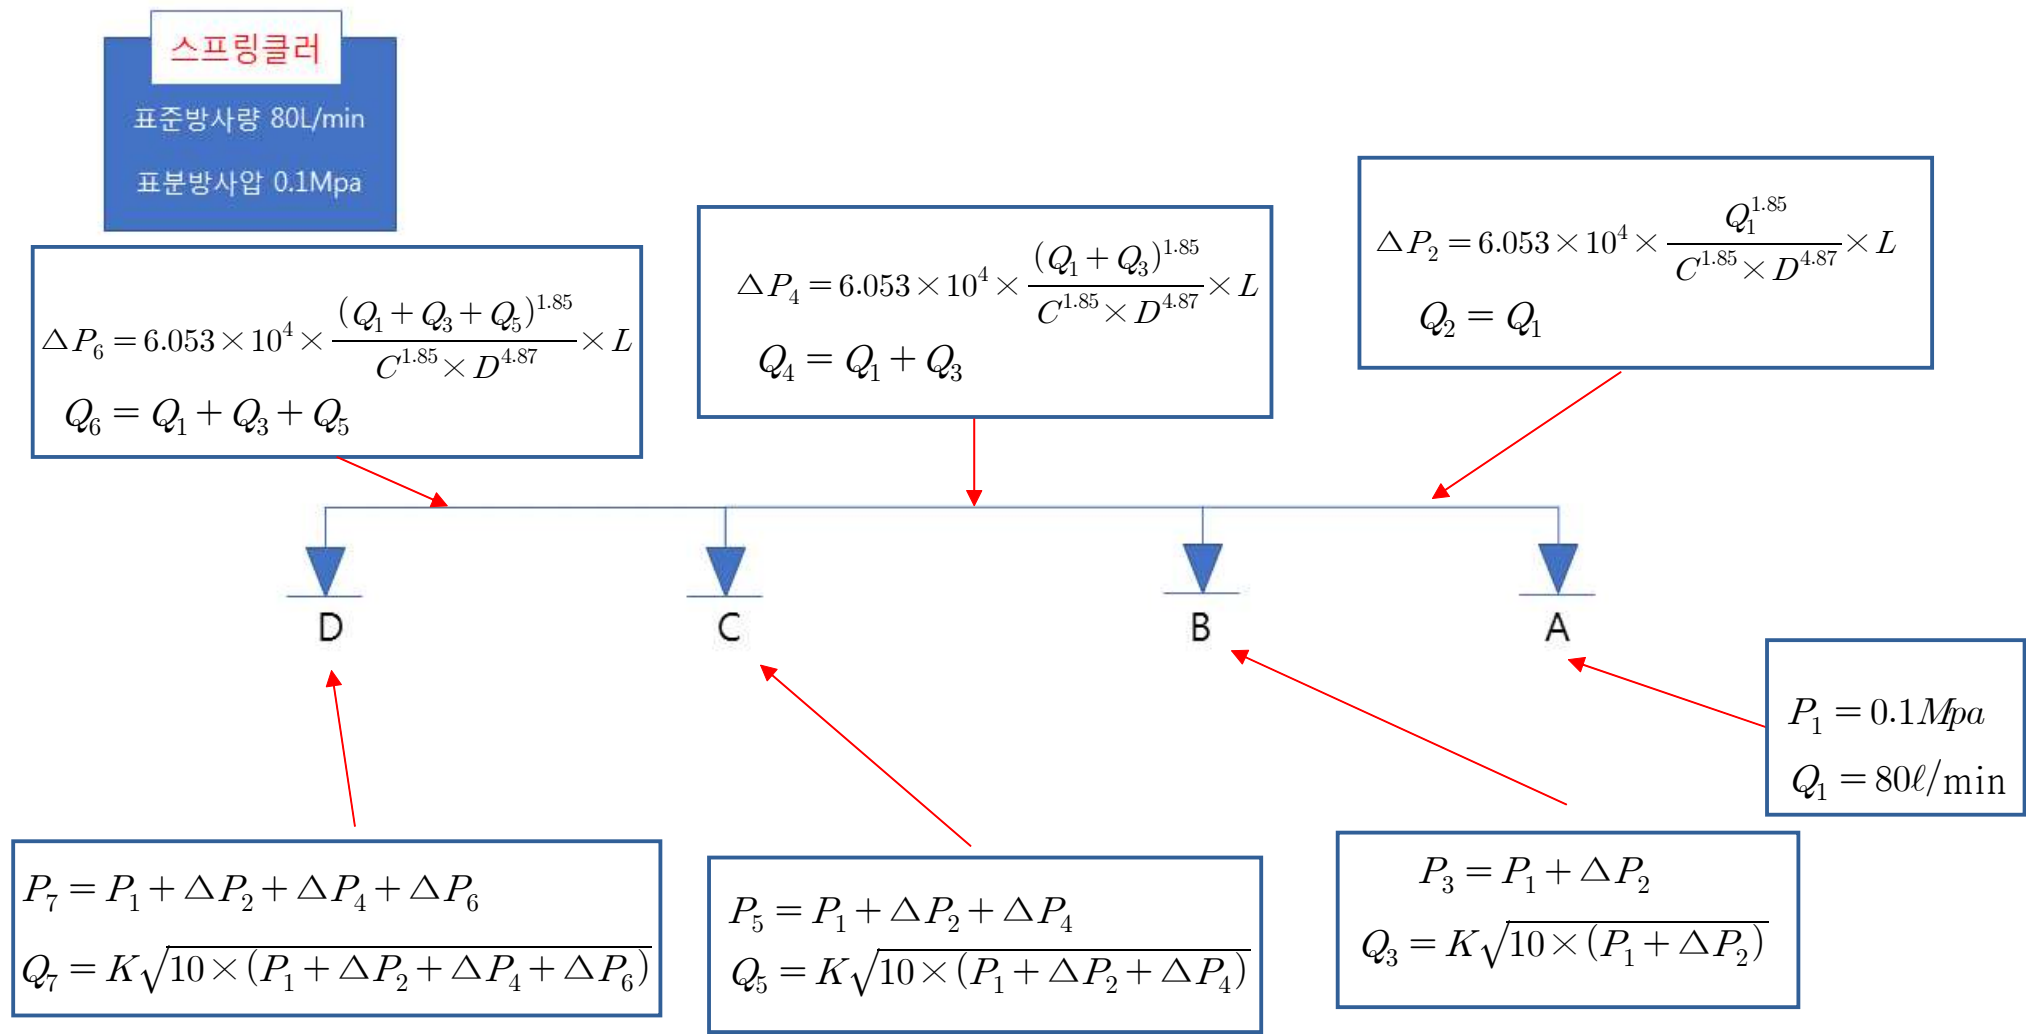 스프링클러
표준방사량 80L/min
표분방사압 0.1Mpa
△P₆ = 6.053 × 10⁴ × (Q₁ + Q₃ + Q₅)^1.85 / (C^1.85 × D^4.87) × L
Q₆ = Q₁ + Q₃ + Q₅
△P₄ = 6.053 × 10⁴ × (Q₁ + Q₃)^1.85 / (C^1.85 × D^4.87) × L
Q₄ = Q₁ + Q₃
△P₂ = 6.053 × 10⁴ × Q₁^1.85 / (C^1.85 × D^4.87) × L
Q₂ = Q₁
D
C
B
A
P₁ = 0.1Mpa
Q₁ = 80ℓ/min
P₇ = P₁ + △P₂ + △P₄ + △P₆
Q₇ = K√(10 × (P₁ + △P₂ + △P₄ + △P₆))
P₅ = P₁ + △P₂ + △P₄
Q₅ = K√(10 × (P₁ + △P₂ + △P₄))
P₃ = P₁ + △P₂
Q₃ = K√(10 × (P₁ + △P₂))